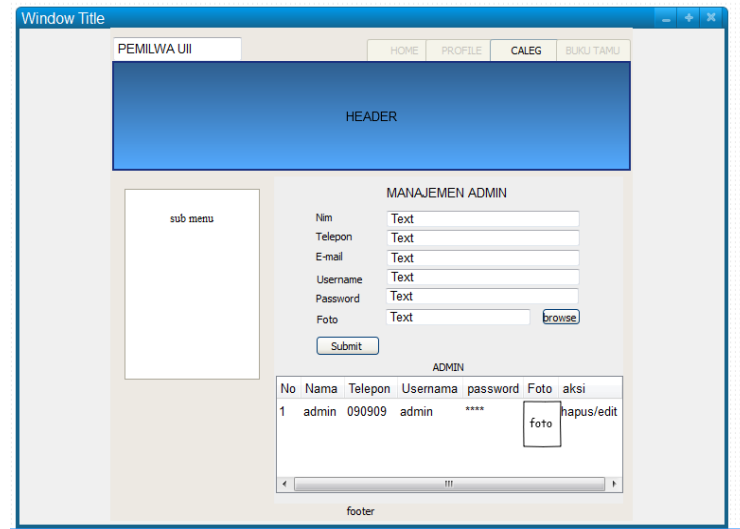 Window Title
PEMILWA UII
HOME PROFILE CALEG BUKU TAMU
HEADER
sub menu
MANAJEMEN ADMIN
Nim Text
Telepon Text
E-mail Text
Username Text
Password Text
Foto Text browse
Submit
ADMIN
No Nama Telepon Usernama password Foto aksi
1 admin 090909 admin **** foto hapus/edit
footer